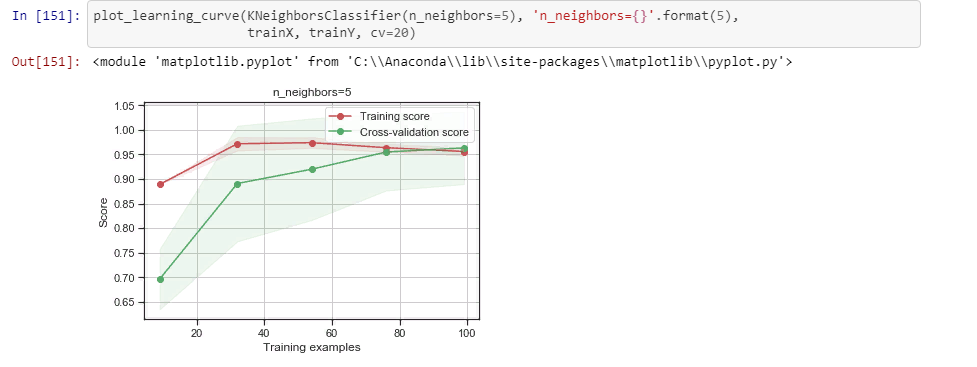 In [151]: plot_learning_curve(KNeighborsClassifier(n_neighbors=5), 'n_neighbors={}'.format(5),
trainX, trainY, cv=20)
Out[151]: <module 'matplotlib.pyplot' from 'C:\\Anaconda\\lib\\site-packages\\matplotlib\\pyplot.py'>
n_neighbors=5
Training score
Cross-validation score
1.05
1.00
0.95
0.90
0.85
0.80
0.75
0.70
0.65
Score
20 40 60 80 100
Training examples